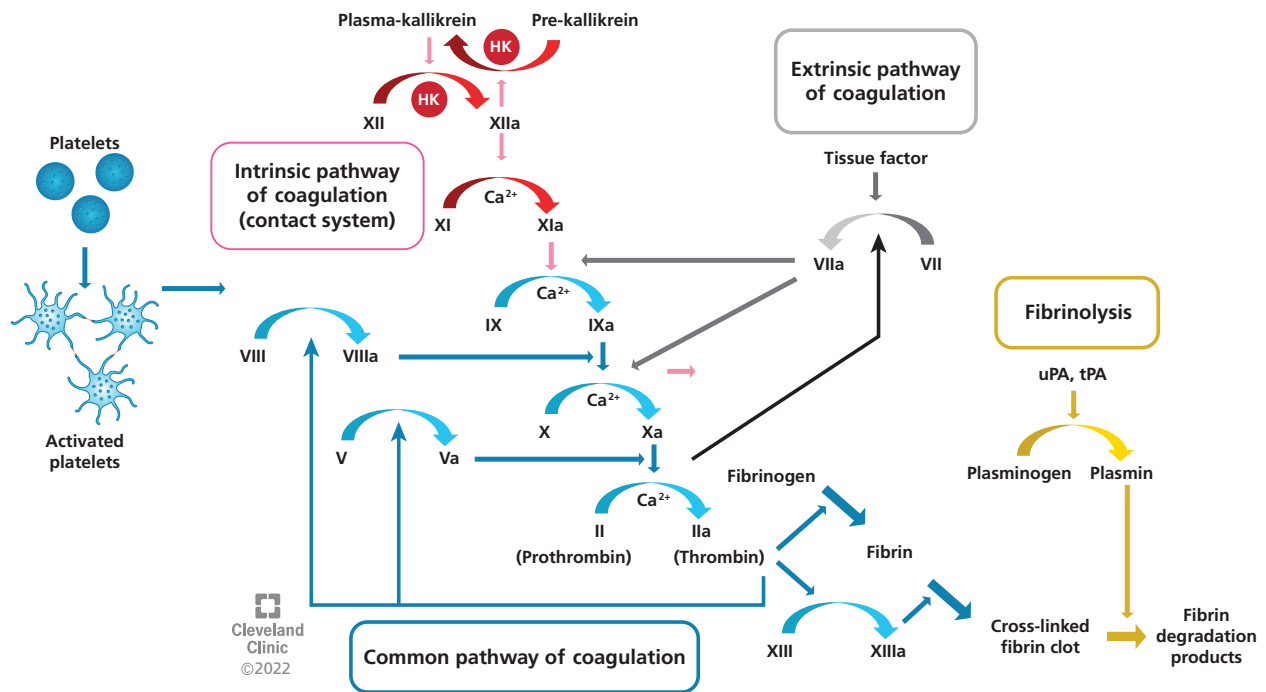 Plasma-kallikrein
Pre-kallikrein
HK
HK
XII
XIIa
Extrinsic pathway
of coagulation
Platelets
Intrinsic pathway
of coagulation
(contact system)
Tissue factor
Ca²⁺
XI
XIa
VIIa
VII
Ca²⁺
IX
IXa
Fibrinolysis
VIII
VIIIa
uPA, tPA
Ca²⁺
X
Xa
Activated
platelets
V
Va
Plasminogen
Plasmin
Fibrinogen
Ca²⁺
II
(Prothrombin)
IIa
(Thrombin)
Fibrin
Cleveland
Clinic
©2022
Common pathway of coagulation
XIII
XIIIa
Cross-linked
fibrin clot
Fibrin
degradation
products